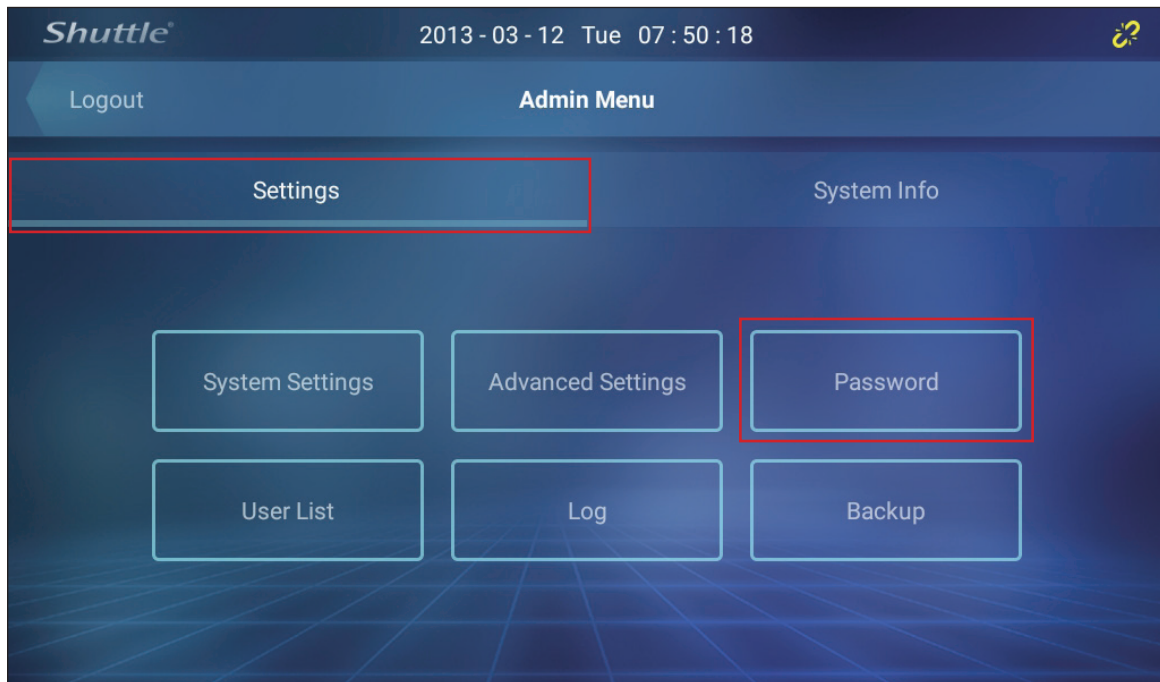 Shuttle® 2013 - 03 - 12 Tue 07 : 50 : 18
Logout Admin Menu
Settings System Info
System Settings Advanced Settings Password
User List Log Backup